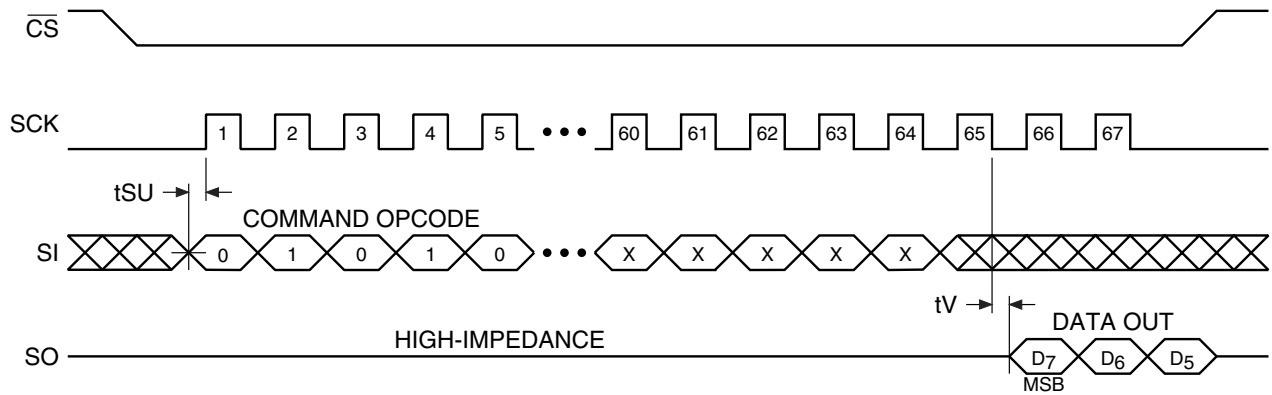 CS
SCK 1 2 3 4 5 ••• 60 61 62 63 64 65 66 67
tSU
COMMAND OPCODE
SI 0 1 0 1 0 ••• X X X X X
tV
DATA OUT
HIGH-IMPEDANCE
SO D7 D6 D5
MSB